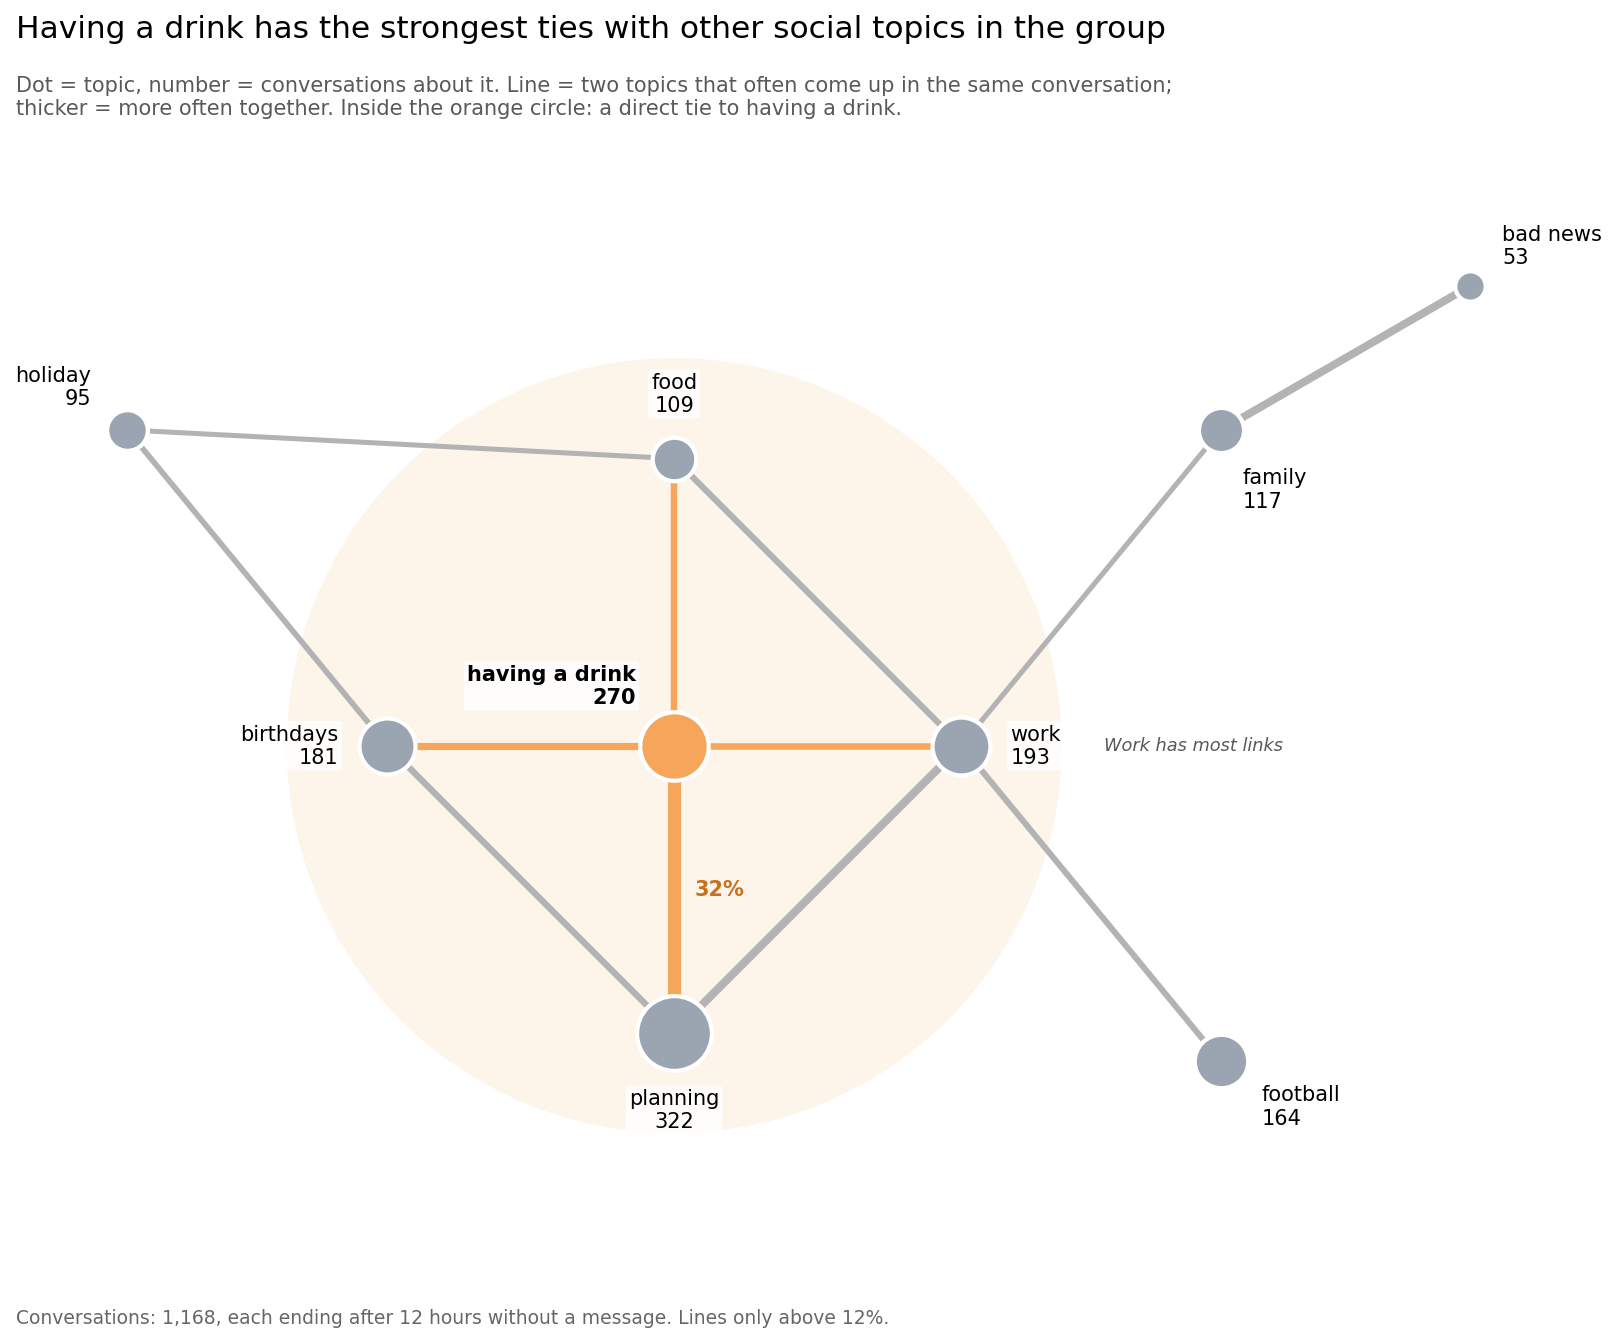 Having a drink has the strongest ties with other social topics in the group
Dot = topic, number = conversations about it. Line = two topics that often come up in the same conversation;
thicker = more often together. Inside the orange circle: a direct tie to having a drink.
bad news
53
holiday
95
food
109
family
117
having a drink
270
birthdays
181
work
193
Work has most links
32%
planning
322
football
164
Conversations: 1,168, each ending after 12 hours without a message. Lines only above 12%.